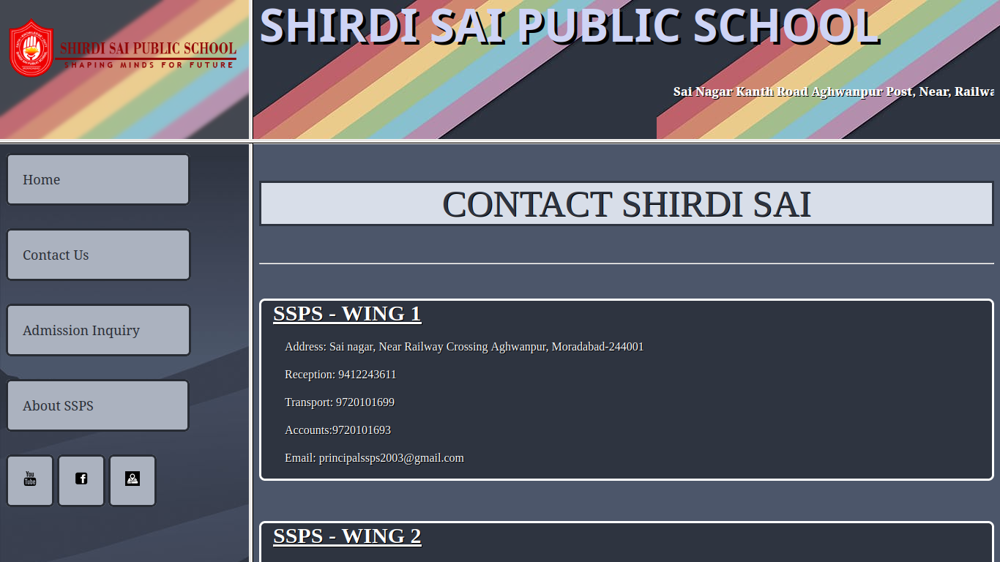 SHIRDI SAI PUBLIC SCHOOL
SHAPING MINDS FOR FUTURE
SHIRDI SAI PUBLIC SCHOOL
Sai Nagar Kanth Road Aghwanpur Post, Near, Railwa
Home
Contact Us
Admission Inquiry
About SSPS
You
Tube
CONTACT SHIRDI SAI
SSPS - WING 1
Address: Sai nagar, Near Railway Crossing Aghwanpur, Moradabad-244001
Reception: 9412243611
Transport: 9720101699
Accounts:9720101693
Email: principalssps2003@gmail.com
SSPS - WING 2